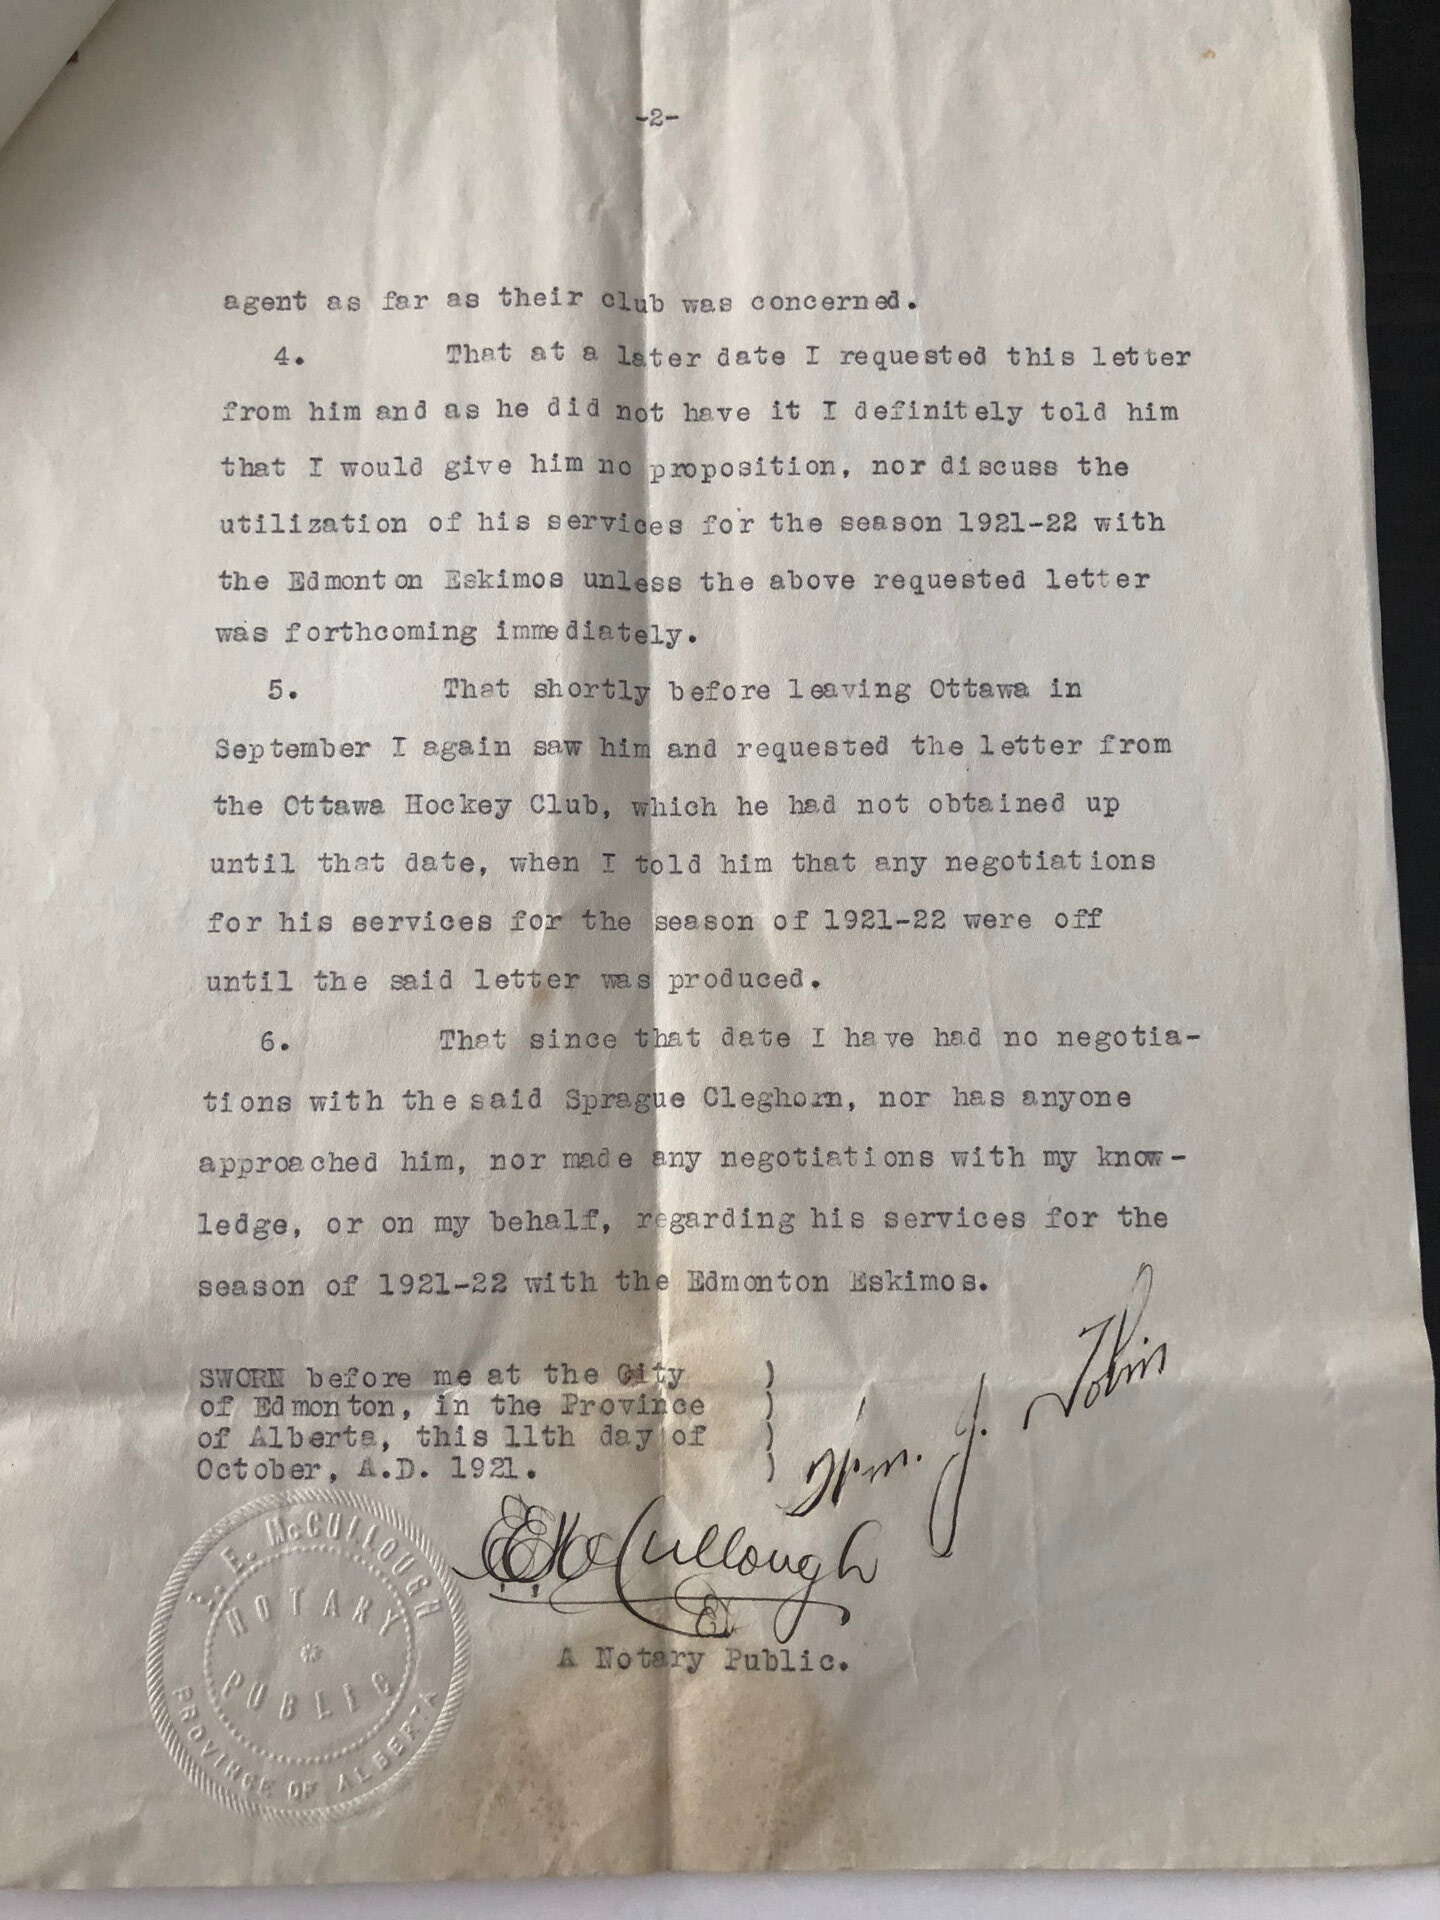 -2-
agent as far as their club was concerned.
4. That at a later date I requested this letter
from him and as he did not have it I definitely told him
that I would give him no proposition, nor discuss the
utilization of his services for the season 1921-22 with
the Edmonton Eskimos unless the above requested letter
was forthcoming immediately.
5. That shortly before leaving Ottawa in
September I again saw him and requested the letter from
the Ottawa Hockey Club, which he had not obtained up
until that date, when I told him that any negotiations
for his services for the season of 1921-22 were off
until the said letter was produced.
6. That since that date I have had no negotia-
tions with the said Sprague Cleghorn, nor has anyone
approached him, nor made any negotiations with my know-
ledge, or on my behalf, regarding his services for the
season of 1921-22 with the Edmonton Eskimos.
SWORN before me at the City )
of Edmonton, in the Province )
of Alberta, this 11th day of )
October, A.D. 1921. )
Wm. J. Tobin
E E McCullough
A Notary Public.
E. McCULLOUGH
NOTARY
PUBLIC
PROVINCE OF ALBERTA